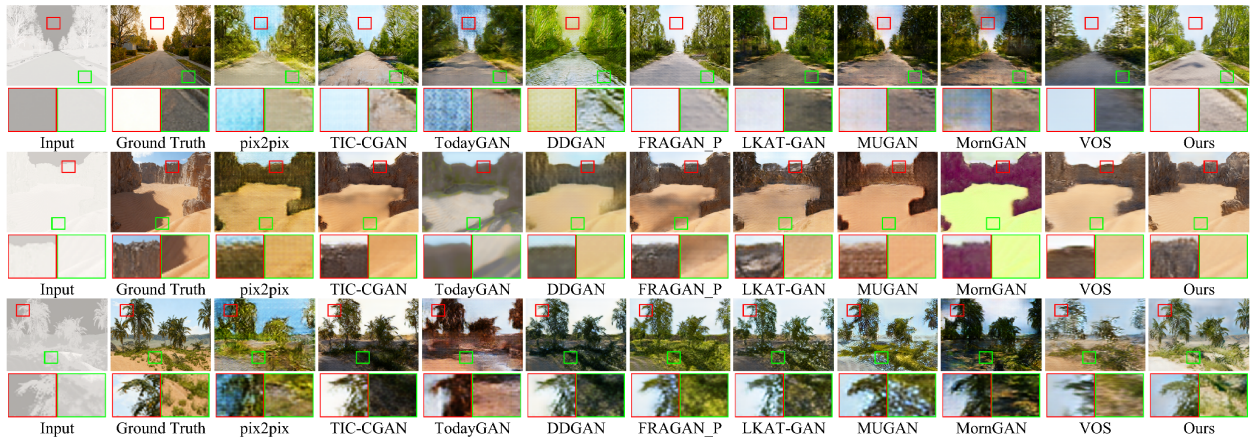 Input Ground Truth pix2pix TIC-CGAN TodayGAN DDGAN FRAGAN_P LKAT-GAN MUGAN MornGAN VOS Ours
Input Ground Truth pix2pix TIC-CGAN TodayGAN DDGAN FRAGAN_P LKAT-GAN MUGAN MornGAN VOS Ours
Input Ground Truth pix2pix TIC-CGAN TodayGAN DDGAN FRAGAN_P LKAT-GAN MUGAN MornGAN VOS Ours